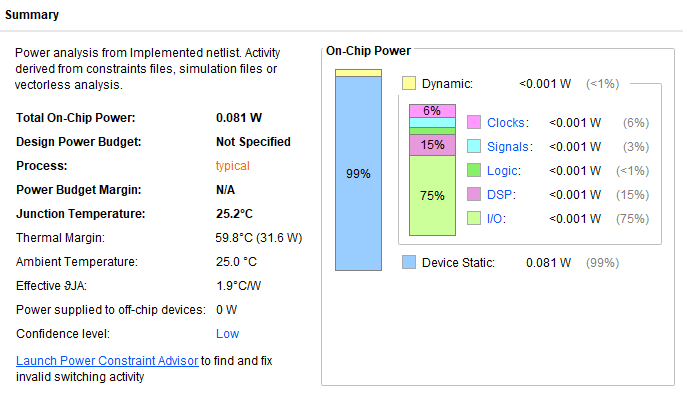 Summary
Power analysis from Implemented netlist. Activity
derived from constraints files, simulation files or
vectorless analysis.
Total On-Chip Power: 0.081 W
Design Power Budget: Not Specified
Process: typical
Power Budget Margin: N/A
Junction Temperature: 25.2°C
Thermal Margin: 59.8°C (31.6 W)
Ambient Temperature: 25.0 °C
Effective ϑJA: 1.9°C/W
Power supplied to off-chip devices: 0 W
Confidence level: Low
Launch Power Constraint Advisor to find and fix
invalid switching activity
On-Chip Power
99%
Dynamic: <0.001 W (<1%)
6%
15%
75%
Clocks: <0.001 W (6%)
Signals: <0.001 W (3%)
Logic: <0.001 W (<1%)
DSP: <0.001 W (15%)
I/O: <0.001 W (75%)
Device Static: 0.081 W (99%)